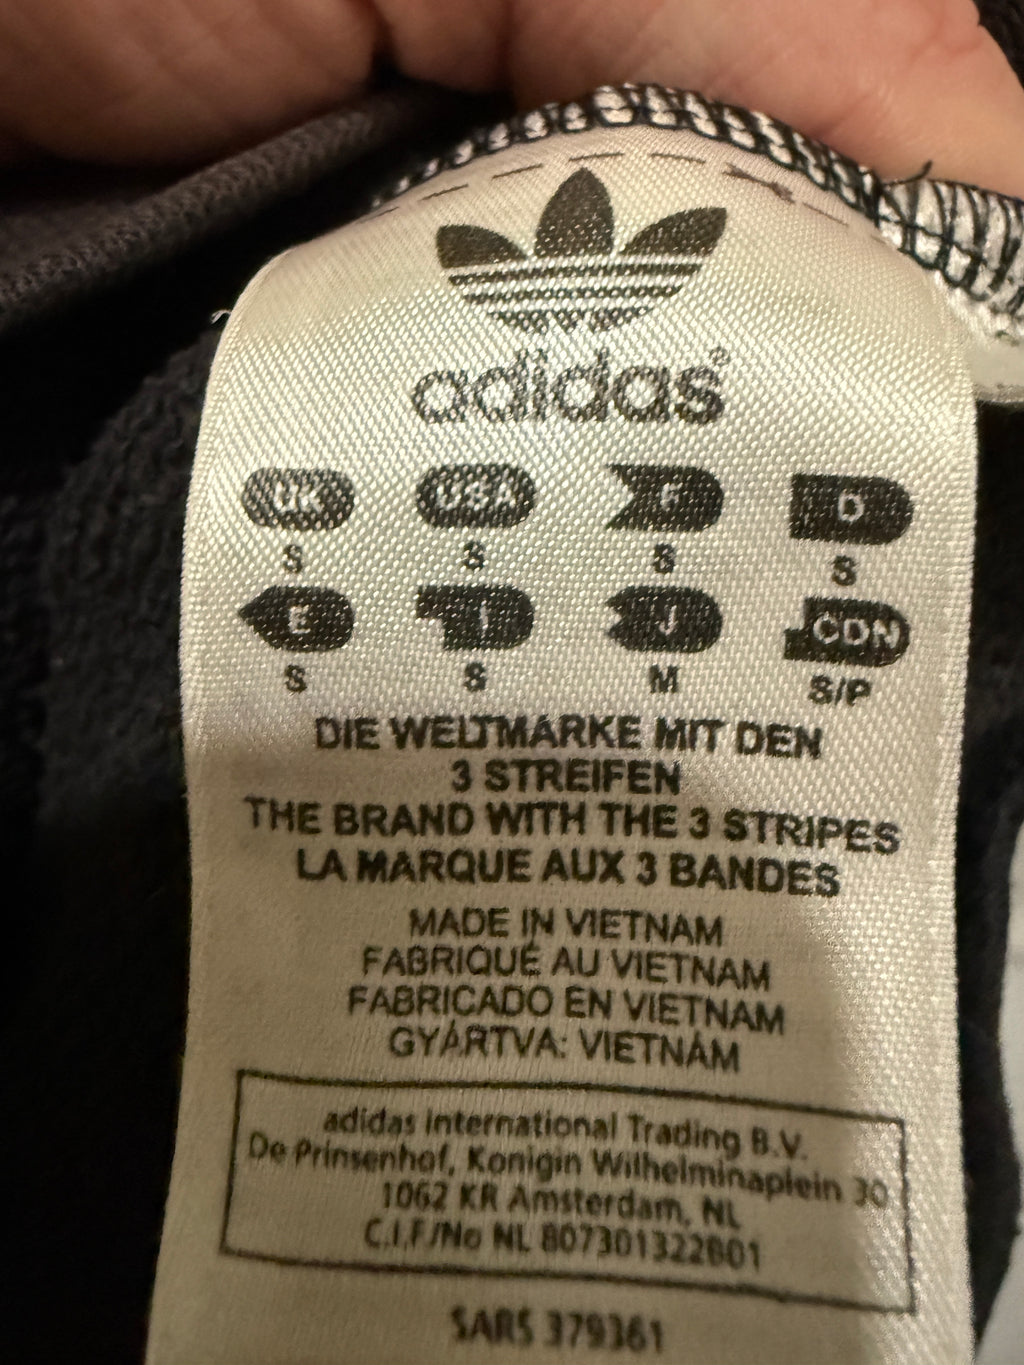 adidas®
UK USA F D
S S S S
E I J CDN
S S M S/P
DIE WELTMARKE MIT DEN
3 STREIFEN
THE BRAND WITH THE 3 STRIPES
LA MARQUE AUX 3 BANDES
MADE IN VIETNAM
FABRIQUÉ AU VIETNAM
FABRICADO EN VIETNAM
GYÁRTVA: VIETNÁM
adidas International Trading B.V.
De Prinsenhof, Konigin Wilhelminaplein 30
1062 KR Amsterdam, NL
C.I.F/No NL 807301322B01
SARS 379361